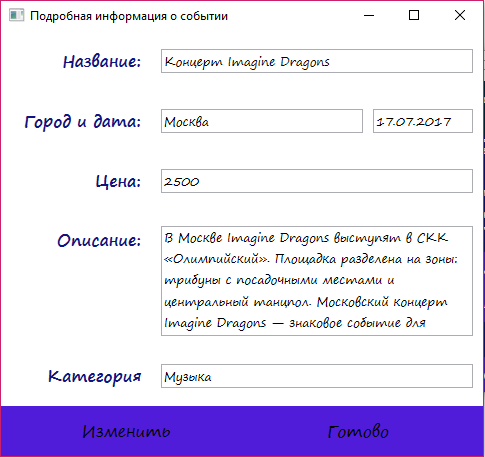 Подробная информация о событии
Название: Концерт Imagine Dragons
Город и дата: Москва 17.07.2017
Цена: 2500
Описание: В Москве Imagine Dragons выступят в СКК
«Олимпийский». Площадка разделена на зоны:
трибуны с посадочными местами и
центральный танцпол. Московский концерт
Imagine Dragons — знаковое событие для
Категория Музыка
Изменить Готово